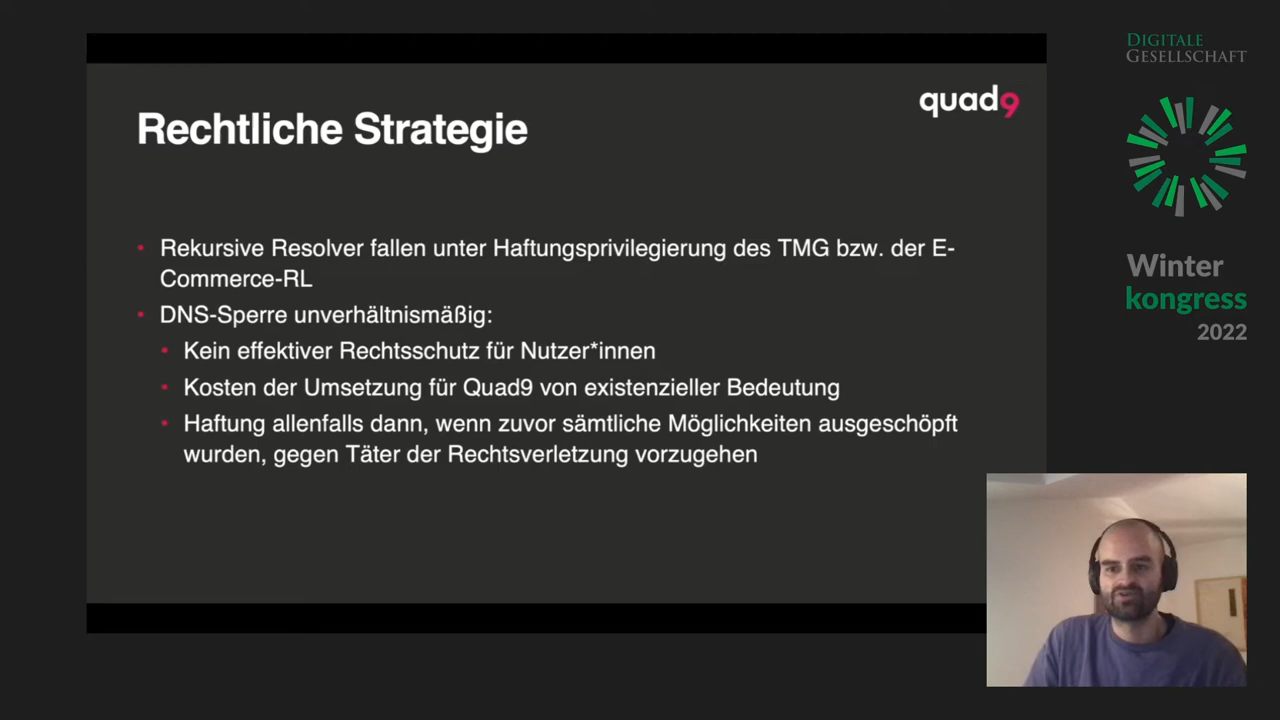 Rechtliche Strategie
quad9
• Rekursive Resolver fallen unter Haftungsprivilegierung des TMG bzw. der E-
Commerce-RL
• DNS-Sperre unverhältnismäßig:
• Kein effektiver Rechtsschutz für Nutzer*innen
• Kosten der Umsetzung für Quad9 von existenzieller Bedeutung
• Haftung allenfalls dann, wenn zuvor sämtliche Möglichkeiten ausgeschöpft
wurden, gegen Täter der Rechtsverletzung vorzugehen
DIGITALE
GESELLSCHAFT
Winter
kongress
2022